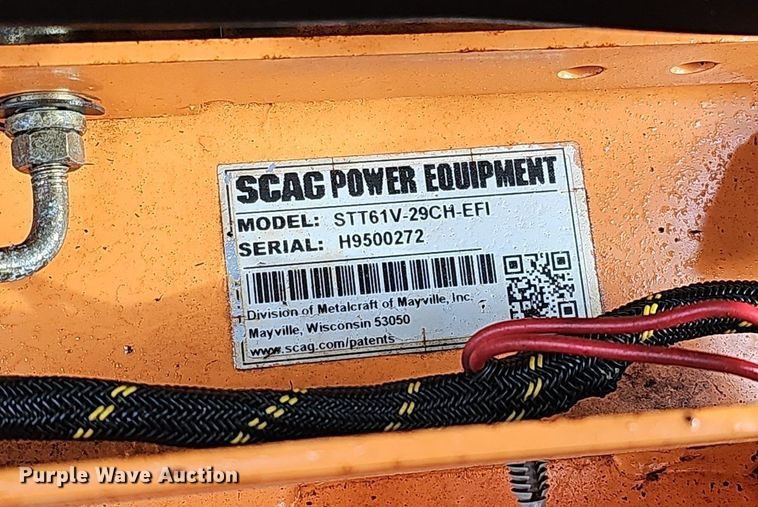 SCAG POWER EQUIPMENT
MODEL: STT61V-29CH-EFI
SERIAL: H9500272
Division of Metalcraft of Mayville, Inc.
Mayville, Wisconsin 53050
www.scag.com/patents
Purple Wave Auction